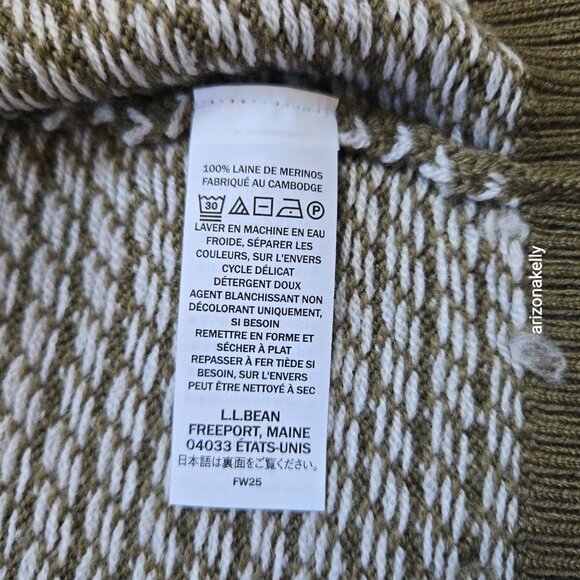 100% LAINE DE MERINOS
FABRIQUÉ AU CAMBODGE
30 P
LAVER EN MACHINE EN EAU
FROIDE, SÉPARER LES
COULEURS, SUR L'ENVERS
CYCLE DÉLICAT
DÉTERGENT DOUX
AGENT BLANCHISSANT NON
DÉCOLORANT UNIQUEMENT,
SI BESOIN
REMETTRE EN FORME ET
SÉCHER À PLAT
REPASSER À FER TIÈDE SI
BESOIN, SUR L'ENVERS
PEUT ÊTRE NETTOYÉ À SEC
L.L.BEAN
FREEPORT, MAINE
04033 ÉTATS-UNIS
日本語は裏面をご覧ください。
FW25
arizonakelly